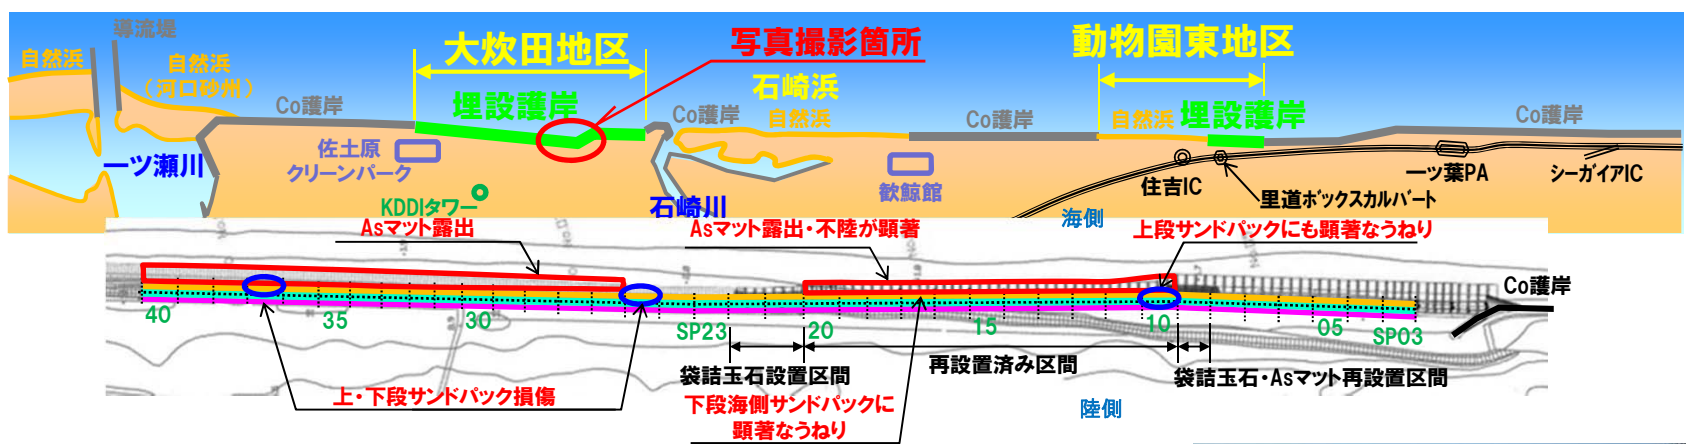 導流堤
自然浜
自然浜
（河口砂州）
Co護岸
大炊田地区
写真撮影箇所
埋設護岸
石崎浜
Co護岸
自然浜
Co護岸
動物園東地区
自然浜
埋設護岸
Co護岸
一ツ瀬川
佐土原
クリーンパーク
KDDIタワー
石崎川
歓鯨館
住吉IC
里道ボックスカルバート
一ツ葉PA
シーガイアIC
海側
Asマット露出
Asマット露出・不陸が顕著
上段サンドパックにも顕著なうねり
Co護岸
40
35
30
SP23
20
15
10
05
SP03
袋詰玉石設置区間
再設置済み区間
袋詰玉石・Asマット再設置区間
上・下段サンドパック損傷
下段海側サンドパックに
顕著なうねり
陸側